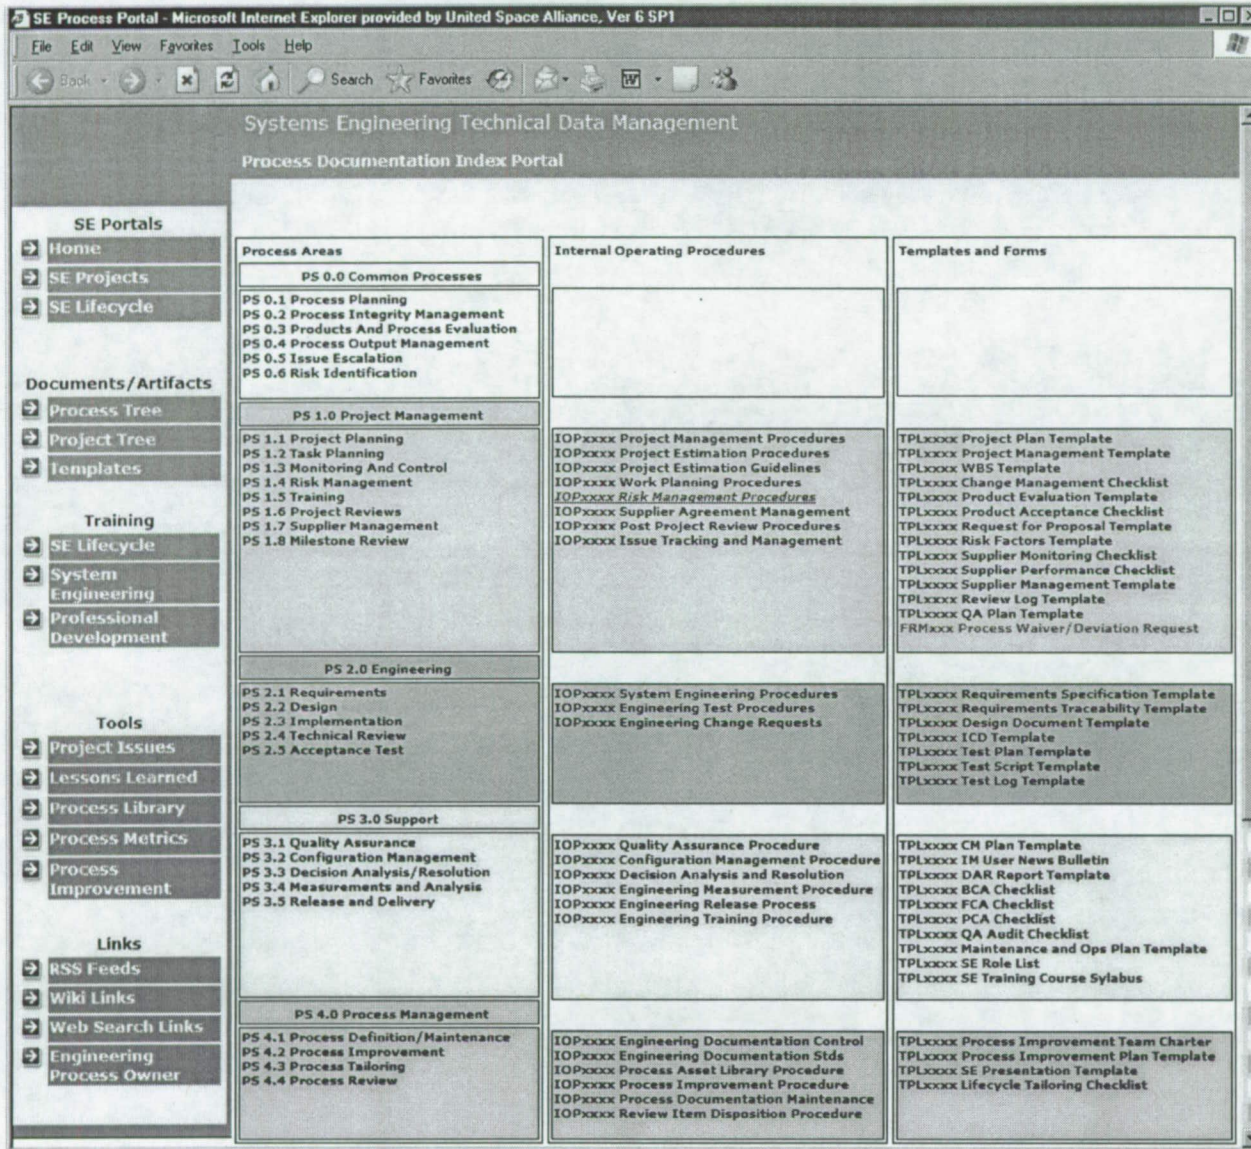 SE Process Portal - Microsoft Internet Explorer provided by United Space Alliance, Ver 6 SP1
File Edit View Favorites Tools Help
Back Search Favorites
Systems Engineering Technical Data Management
Process Documentation Index Portal
SE Portals
Home
SE Projects
SE Lifecycle
Documents/Artifacts
Process Tree
Project Tree
Templates
Training
SE Lifecycle
System
Engineering
Professional
Development
Tools
Project Issues
Lessons Learned
Process Library
Process Metrics
Process
Improvement
Links
RSS Feeds
Wiki Links
Web Search Links
Engineering
Process Owner
Process Areas
PS 0.0 Common Processes
PS 0.1 Process Planning
PS 0.2 Process Integrity Management
PS 0.3 Products And Process Evaluation
PS 0.4 Process Output Management
PS 0.5 Issue Escalation
PS 0.6 Risk Identification
PS 1.0 Project Management
PS 1.1 Project Planning
PS 1.2 Task Planning
PS 1.3 Monitoring And Control
PS 1.4 Risk Management
PS 1.5 Training
PS 1.6 Project Reviews
PS 1.7 Supplier Management
PS 1.8 Milestone Review
PS 2.0 Engineering
PS 2.1 Requirements
PS 2.2 Design
PS 2.3 Implementation
PS 2.4 Technical Review
PS 2.5 Acceptance Test
PS 3.0 Support
PS 3.1 Quality Assurance
PS 3.2 Configuration Management
PS 3.3 Decision Analysis/Resolution
PS 3.4 Measurements and Analysis
PS 3.5 Release and Delivery
PS 4.0 Process Management
PS 4.1 Process Definition/Maintenance
PS 4.2 Process Improvement
PS 4.3 Process Tailoring
PS 4.4 Process Review
Internal Operating Procedures
IOPxxxx Project Management Procedures
IOPxxxx Project Estimation Procedures
IOPxxxx Project Estimation Guidelines
IOPxxxx Work Planning Procedures
IOPxxxx Risk Management Procedures
IOPxxxx Supplier Agreement Management
IOPxxxx Post Project Review Procedures
IOPxxxx Issue Tracking and Management
IOPxxxx System Engineering Procedures
IOPxxxx Engineering Test Procedures
IOPxxxx Engineering Change Requests
IOPxxxx Quality Assurance Procedure
IOPxxxx Configuration Management Procedure
IOPxxxx Decision Analysis and Resolution
IOPxxxx Engineering Measurement Procedure
IOPxxxx Engineering Release Process
IOPxxxx Engineering Training Procedure
IOPxxxx Engineering Documentation Control
IOPxxxx Engineering Documentation Stds
IOPxxxx Process Asset Library Procedure
IOPxxxx Process Improvement Procedure
IOPxxxx Process Documentation Maintenance
IOPxxxx Review Item Disposition Procedure
Templates and Forms
TPLxxxx Project Plan Template
TPLxxxx Project Management Template
TPLxxxx WBS Template
TPLxxxx Change Management Checklist
TPLxxxx Product Evaluation Template
TPLxxxx Product Acceptance Checklist
TPLxxxx Request for Proposal Template
TPLxxxx Risk Factors Template
TPLxxxx Supplier Monitoring Checklist
TPLxxxx Supplier Performance Checklist
TPLxxxx Supplier Management Template
TPLxxxx Review Log Template
TPLxxxx QA Plan Template
FRMxxx Process Waiver/Deviation Request
TPLxxxx Requirements Specification Template
TPLxxxx Requirements Traceability Template
TPLxxxx Design Document Template
TPLxxxx ICD Template
TPLxxxx Test Plan Template
TPLxxxx Test Script Template
TPLxxxx Test Log Template
TPLxxxx CM Plan Template
TPLxxxx IM User News Bulletin
TPLxxxx DAR Report Template
TPLxxxx BCA Checklist
TPLxxxx FCA Checklist
TPLxxxx PCA Checklist
TPLxxxx QA Audit Checklist
TPLxxxx Maintenance and Ops Plan Template
TPLxxxx SE Role List
TPLxxxx SE Training Course Sylabus
TPLxxxx Process Improvement Team Charter
TPLxxxx Process Improvement Plan Template
TPLxxxx SE Presentation Template
TPLxxxx Lifecycle Tailoring Checklist